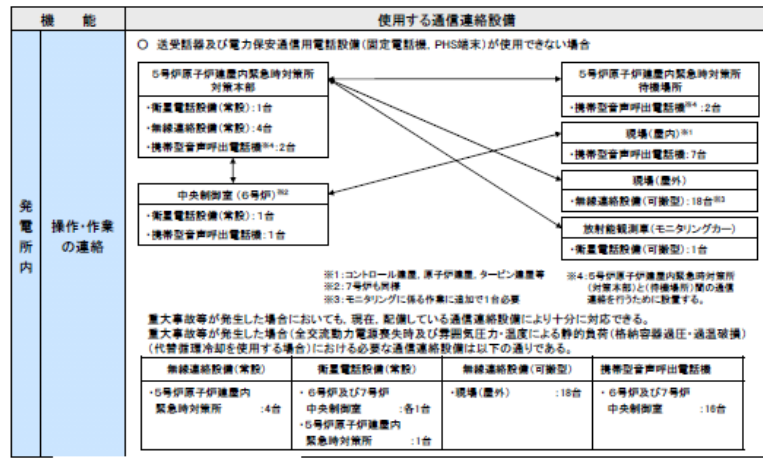 機　能
使用する通信連絡設備
発電所内
操作・作業
の連絡
○ 送受話器及び電力保安通信用電話設備(固定電話機、PHS端末)が使用できない場合
5号炉原子炉建屋内緊急時対策所
対策本部
・衛星電話設備(常設):1台
・無線連絡設備(常設):4台
・携帯型音声呼出電話機※4:2台
中央制御室(6号炉)※2
・衛星電話設備(常設):1台
・携帯型音声呼出電話機:1台
5号炉原子炉建屋内緊急時対策所
待機場所
・携帯型音声呼出電話機※4:2台
現場(屋内)※1
・携帯型音声呼出電話機:7台
現場(屋外)
・無線連絡設備(可搬型):18台※3
放射能観測車(モニタリングカー)
・衛星電話設備(可搬型):1台
※1:コントロール建屋、原子炉建屋、タービン建屋等
※2:7号炉も同様
※3:モニタリングに係る作業に追加で1台必要
※4:5号炉原子炉建屋内緊急時対策所
(対策本部)と(待機場所)間の通信
連絡を行うために設置する。
重大事故等が発生した場合においても、現在、配備している通信連絡設備により十分に対応できる。
重大事故等が発生した場合(全交流動力電源喪失時及び雰囲気圧力・温度による静的負荷(格納容器過圧・過温破損)
(代替循環冷却を使用する場合)における必要な通信連絡設備は以下の通りである。
無線連絡設備(常設)
衛星電話設備(常設)
無線連絡設備(可搬型)
携帯型音声呼出電話機
・5号炉原子炉建屋内
緊急時対策所　:4台
・6号炉及び7号炉
中央制御室　:各1台
・5号炉原子炉建屋内
緊急時対策所　:1台
・現場(屋外)　:18台
・6号炉及び7号炉
中央制御室　:16台